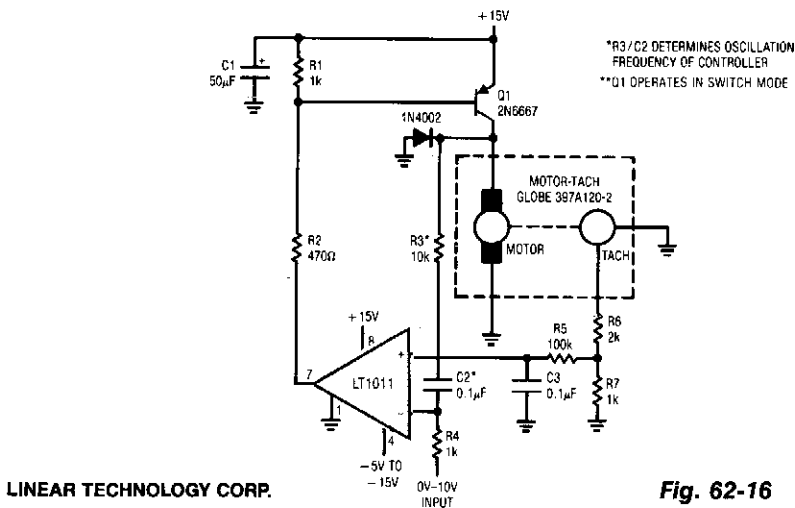 +15V
*R3/C2 DETERMINES OSCILLATION
FREQUENCY OF CONTROLLER
**Q1 OPERATES IN SWITCH MODE
C1
50µF
+
R1
1k
Q1
2N6667
1N4002
MOTOR-TACH
GLOBE 397A120-2
MOTOR
TACH
R2
470Ω
R3*
10k
+15V
8
R6
2k
R5
100k
+
7
LT1011
C2*
0.1µF
C3
0.1µF
R7
1k
1
−
4
R4
1k
−5V TO
−15V
0V–10V
INPUT
LINEAR TECHNOLOGY CORP.
Fig. 62-16